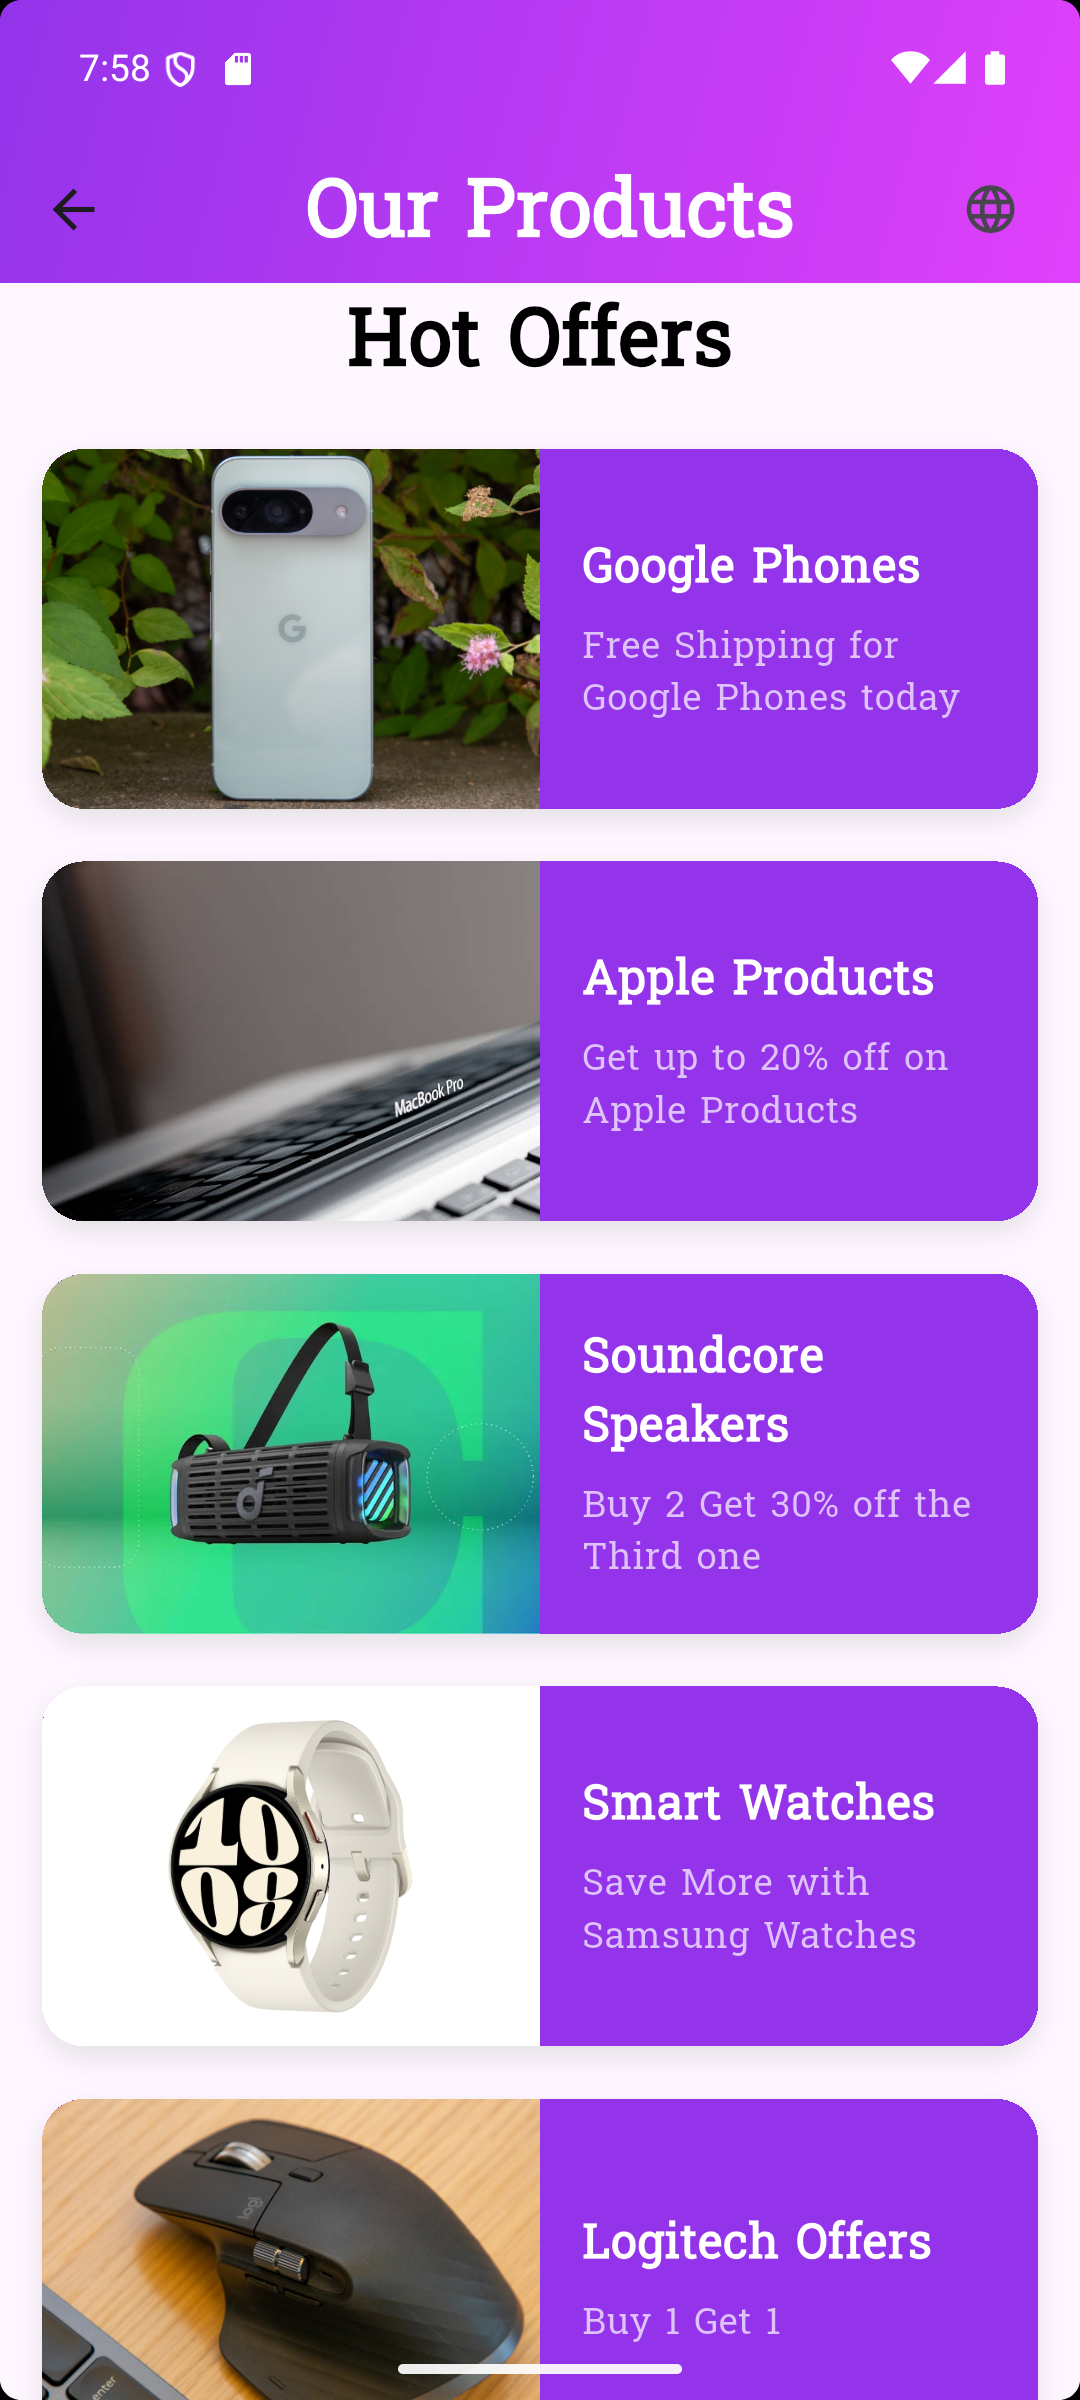 7:58
Our Products
Hot Offers
Google Phones
Free Shipping for
Google Phones today
MacBook Pro
Apple Products
Get up to 20% off on
Apple Products
Soundcore
Speakers
Buy 2 Get 30% off the
Third one
10
08
Smart Watches
Save More with
Samsung Watches
logi
enter
Logitech Offers
Buy 1 Get 1